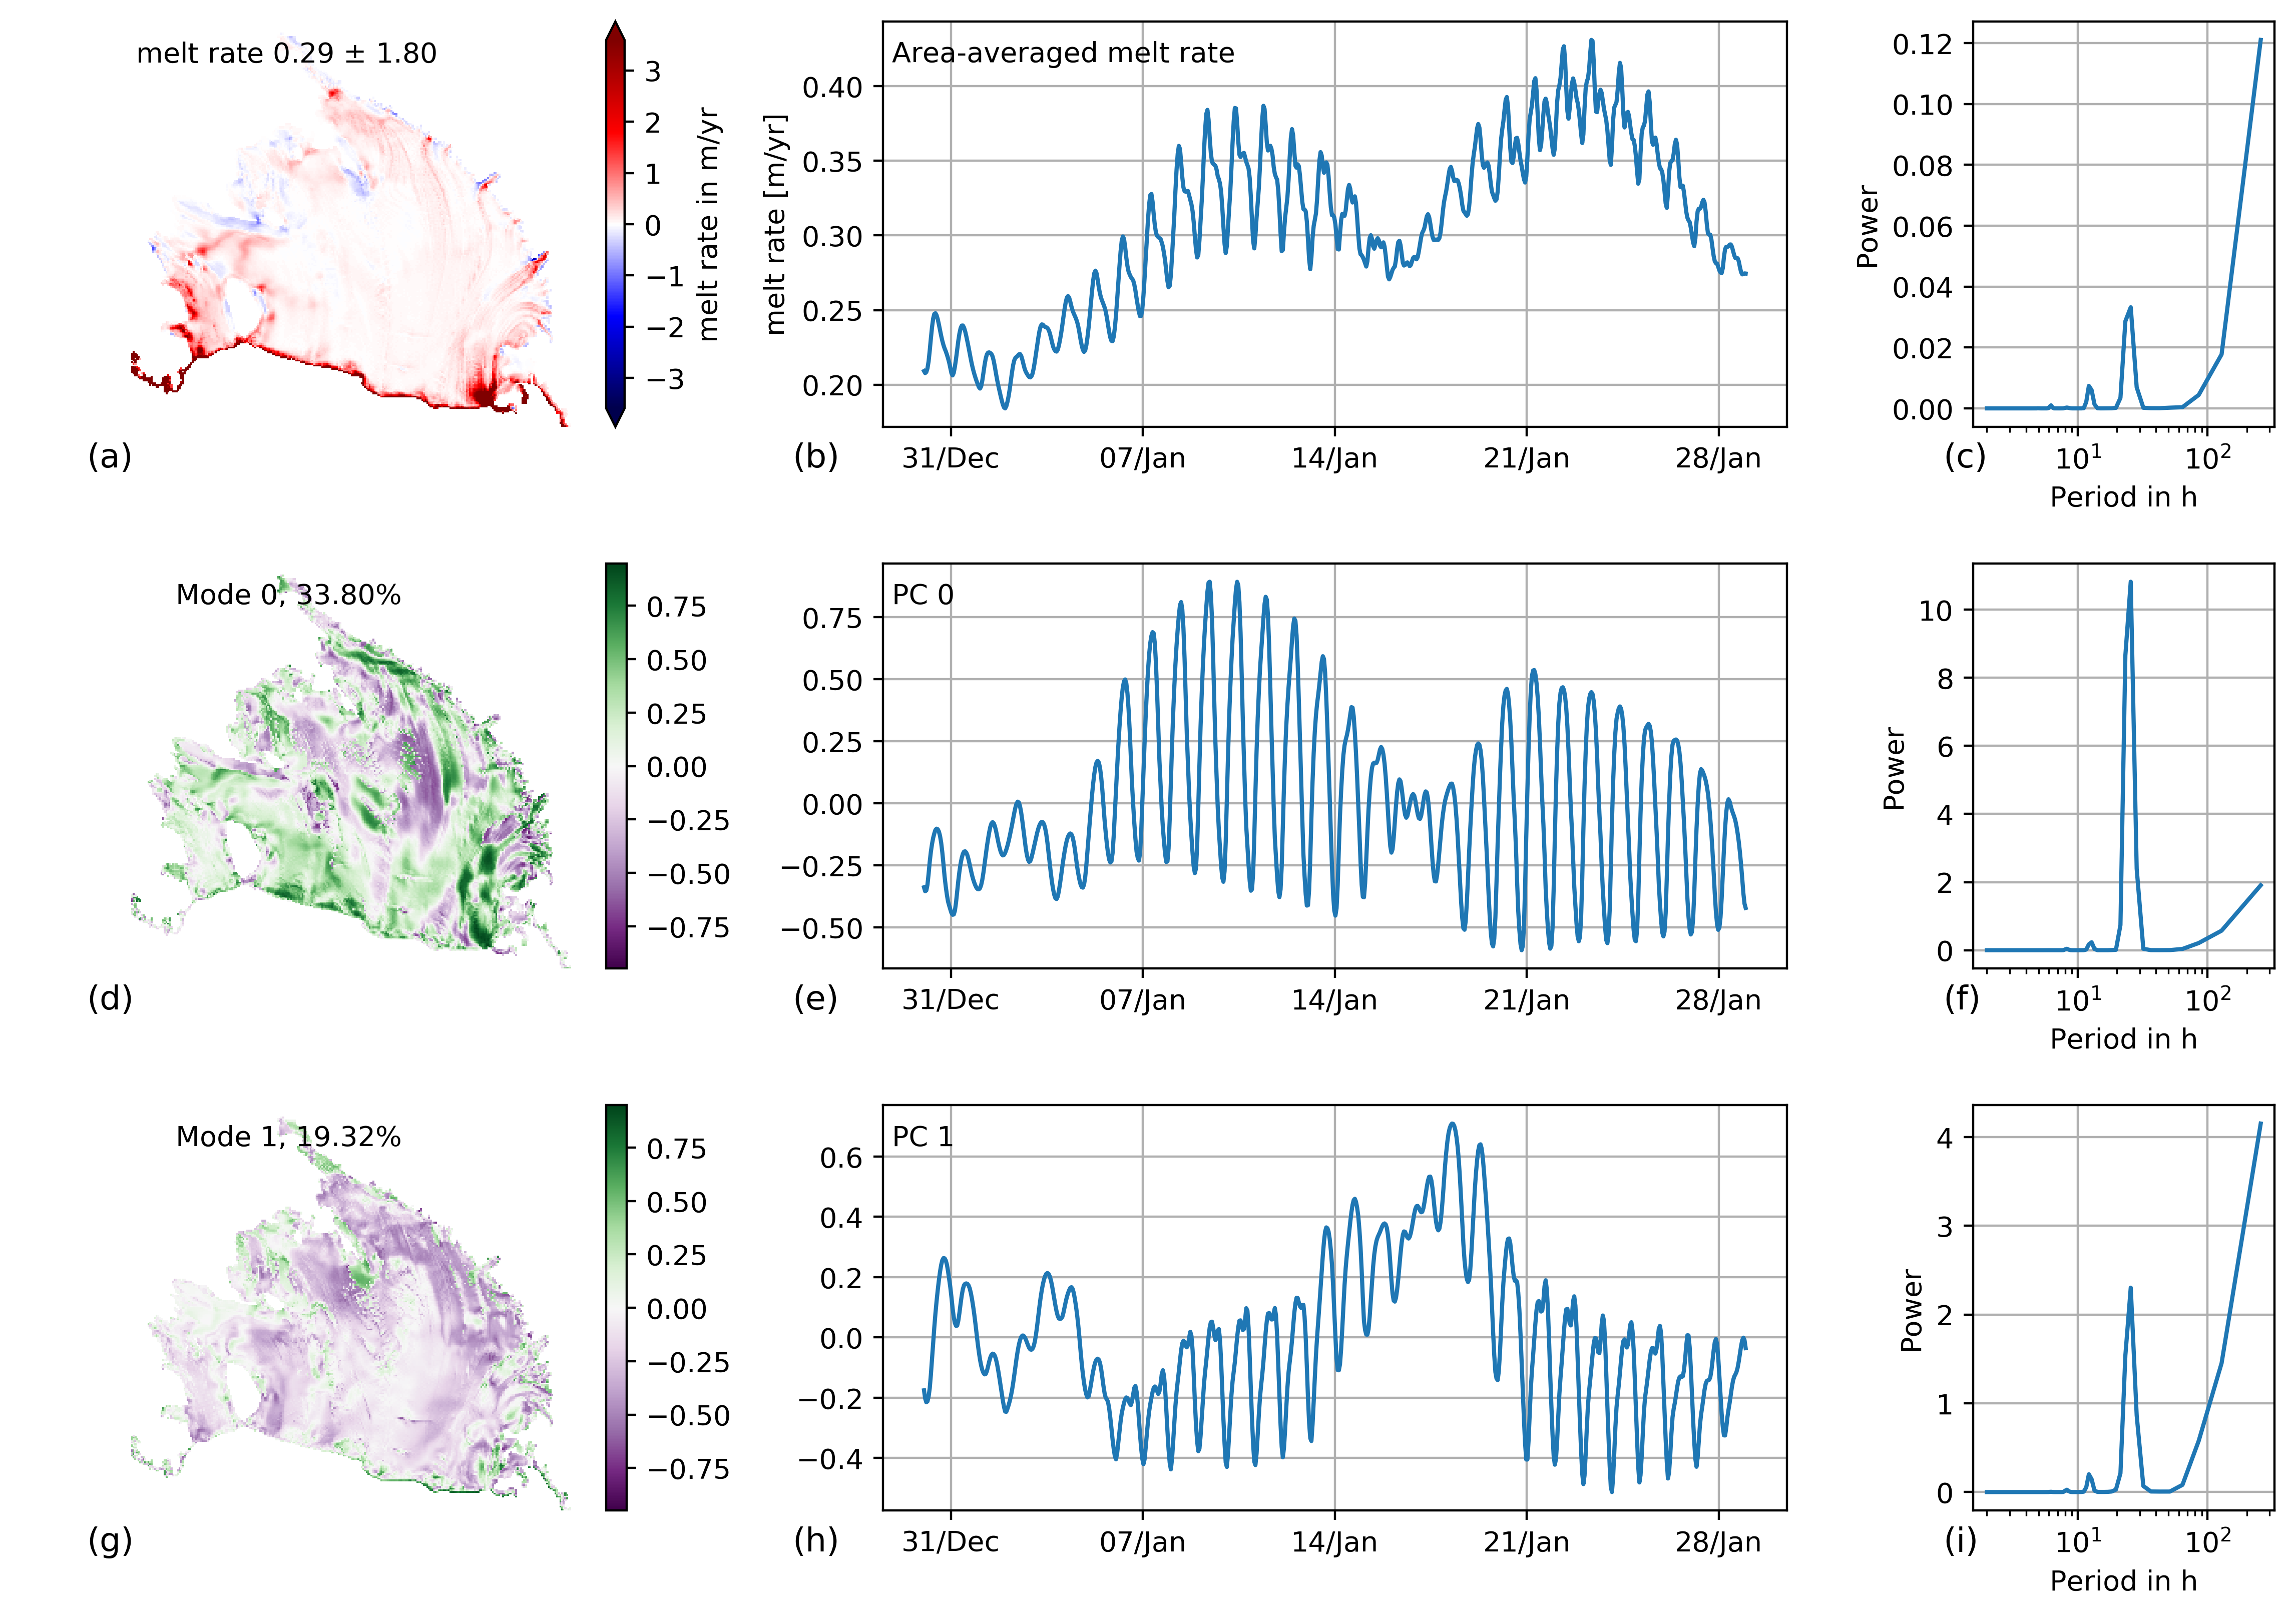 melt rate 0.29 ± 1.80
3
2
1
0
−1
−2
−3
melt rate in m/yr
(a)
Area-averaged melt rate
melt rate [m/yr]
0.40
0.35
0.30
0.25
0.20
31/Dec 07/Jan 14/Jan 21/Jan 28/Jan
(b)
Power
0.12
0.10
0.08
0.06
0.04
0.02
0.00
10¹ 10²
Period in h
(c)
Mode 0, 33.80%
0.75
0.50
0.25
0.00
−0.25
−0.50
−0.75
(d)
PC 0
0.75
0.50
0.25
0.00
−0.25
−0.50
31/Dec 07/Jan 14/Jan 21/Jan 28/Jan
(e)
Power
10
8
6
4
2
0
10¹ 10²
Period in h
(f)
Mode 1, 19.32%
0.75
0.50
0.25
0.00
−0.25
−0.50
−0.75
(g)
PC 1
0.6
0.4
0.2
0.0
−0.2
−0.4
31/Dec 07/Jan 14/Jan 21/Jan 28/Jan
(h)
Power
4
3
2
1
0
10¹ 10²
Period in h
(i)